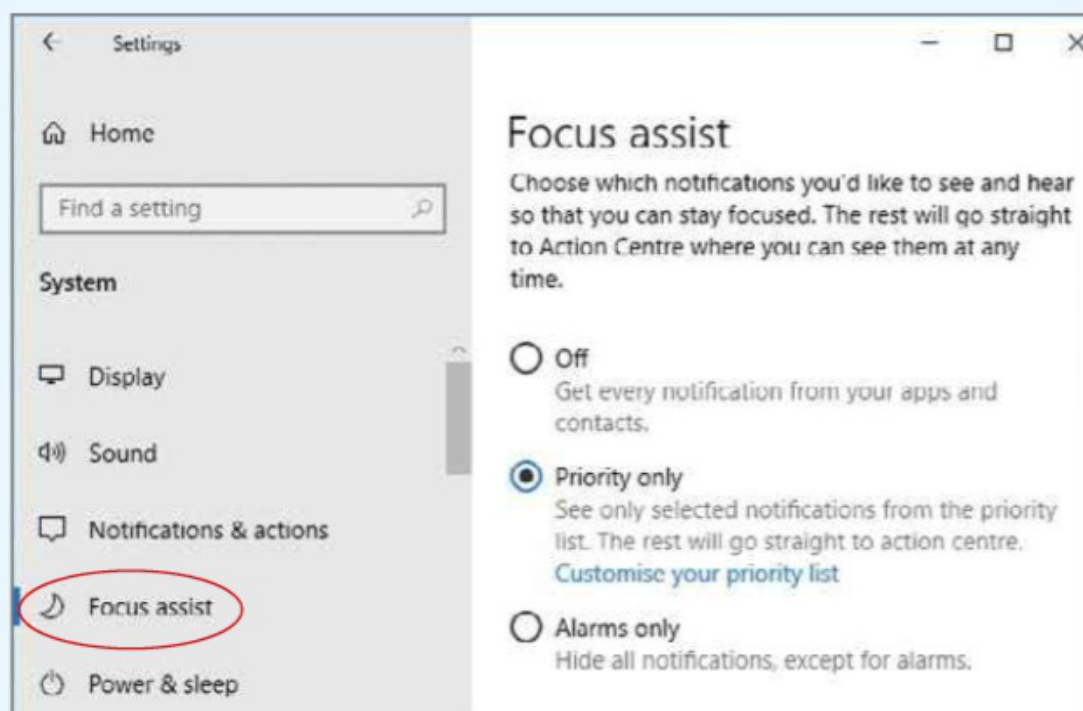 Settings
Home
Find a setting
System
Display
Sound
Notifications & actions
Focus assist
Power & sleep
Focus assist
Choose which notifications you'd like to see and hear
so that you can stay focused. The rest will go straight
to Action Centre where you can see them at any
time.
Off
Get every notification from your apps and
contacts.
Priority only
See only selected notifications from the priority
list. The rest will go straight to action centre.
Customise your priority list
Alarms only
Hide all notifications, except for alarms.